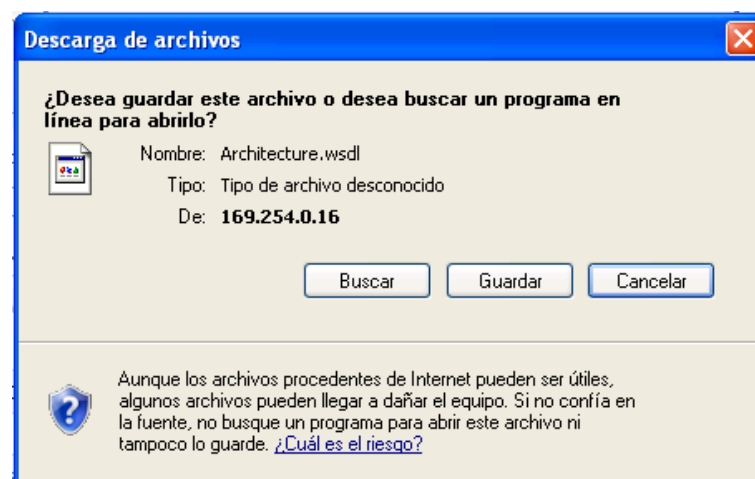 Descarga de archivos
¿Desea guardar este archivo o desea buscar un programa en
línea para abrirlo?
Nombre: Architecture.wsdl
Tipo: Tipo de archivo desconocido
De: 169.254.0.16
Buscar Guardar Cancelar
Aunque los archivos procedentes de Internet pueden ser útiles,
algunos archivos pueden llegar a dañar el equipo. Si no confía en
la fuente, no busque un programa para abrir este archivo ni
tampoco lo guarde. ¿Cuál es el riesgo?